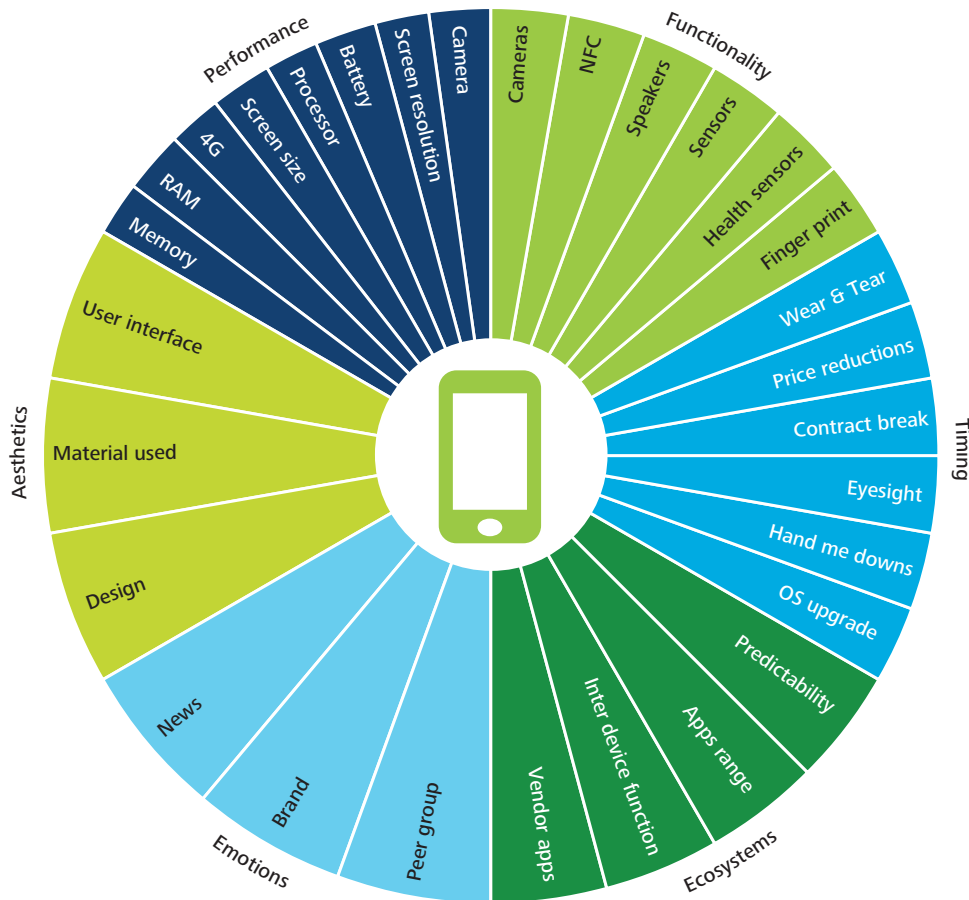 Performance
Memory
RAM
4G
Screen size
Processor
Battery
Screen resolution
Camera
Functionality
Cameras
NFC
Speakers
Sensors
Health sensors
Finger print
Timing
Wear & Tear
Price reductions
Contract break
Eyesight
Hand me downs
OS upgrade
Ecosystems
Predictability
Apps range
Inter device function
Vendor apps
Emotions
Peer group
Brand
News
Aesthetics
Design
Material used
User interface